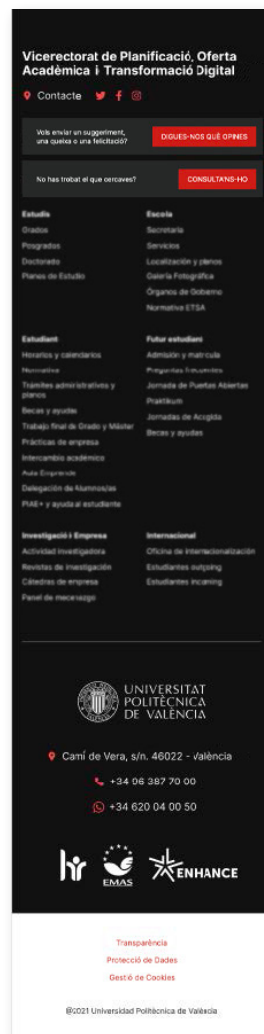 Vicerectorat de Planificació, Oferta
Acadèmica i Transformació Digital
Contacte
Vols enviar un suggeriment,
una queixa o una felicitació?
DIGUES-NOS QUÈ OPINES
No has trobat el que cercaves?
CONSULTA'NS-HO
Estudis
Grados
Posgrados
Doctorado
Planes de Estudio
Escola
Secretaría
Servicios
Localización y planos
Galería Fotográfica
Órganos de Gobierno
Normativa ETSA
Estudiant
Horarios y calendarios
Normativa
Trámites administrativos y
planos
Becas y ayudas
Trabajo final de Grado y Máster
Prácticas de empresa
Intercambio académico
Aula Emprende
Delegación de Alumnos/as
PIAE+ y ayuda al estudiante
Futur estudiant
Admisión y matrícula
Preguntas frecuentes
Jornada de Puertas Abiertas
Praktikum
Jornadas de Acogida
Becas y ayudas
Investigació i Empresa
Actividad investigadora
Revistas de investigación
Cátedras de empresa
Panel de mecenazgo
Internacional
Oficina de internacionalización
Estudiantes outgoing
Estudiantes incoming
UNIVERSITAT
POLITÈCNICA
DE VALÈNCIA
Camí de Vera, s/n. 46022 - València
+34 96 387 70 00
+34 620 04 00 50
hr
EMAS
ENHANCE
Transparència
Protecció de Dades
Gestió de Cookies
@2021 Universidad Politècnica de València